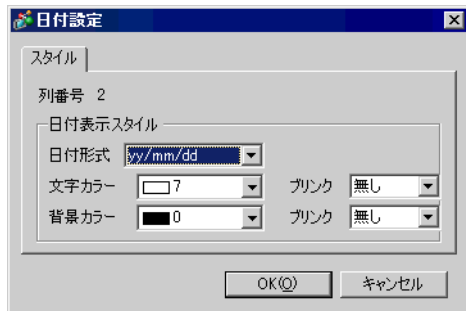 日付設定
スタイル
列番号 2
日付表示スタイル
日付形式 yy/mm/dd
文字カラー 7 ブリンク 無し
背景カラー 0 ブリンク 無し
OK(O) キャンセル